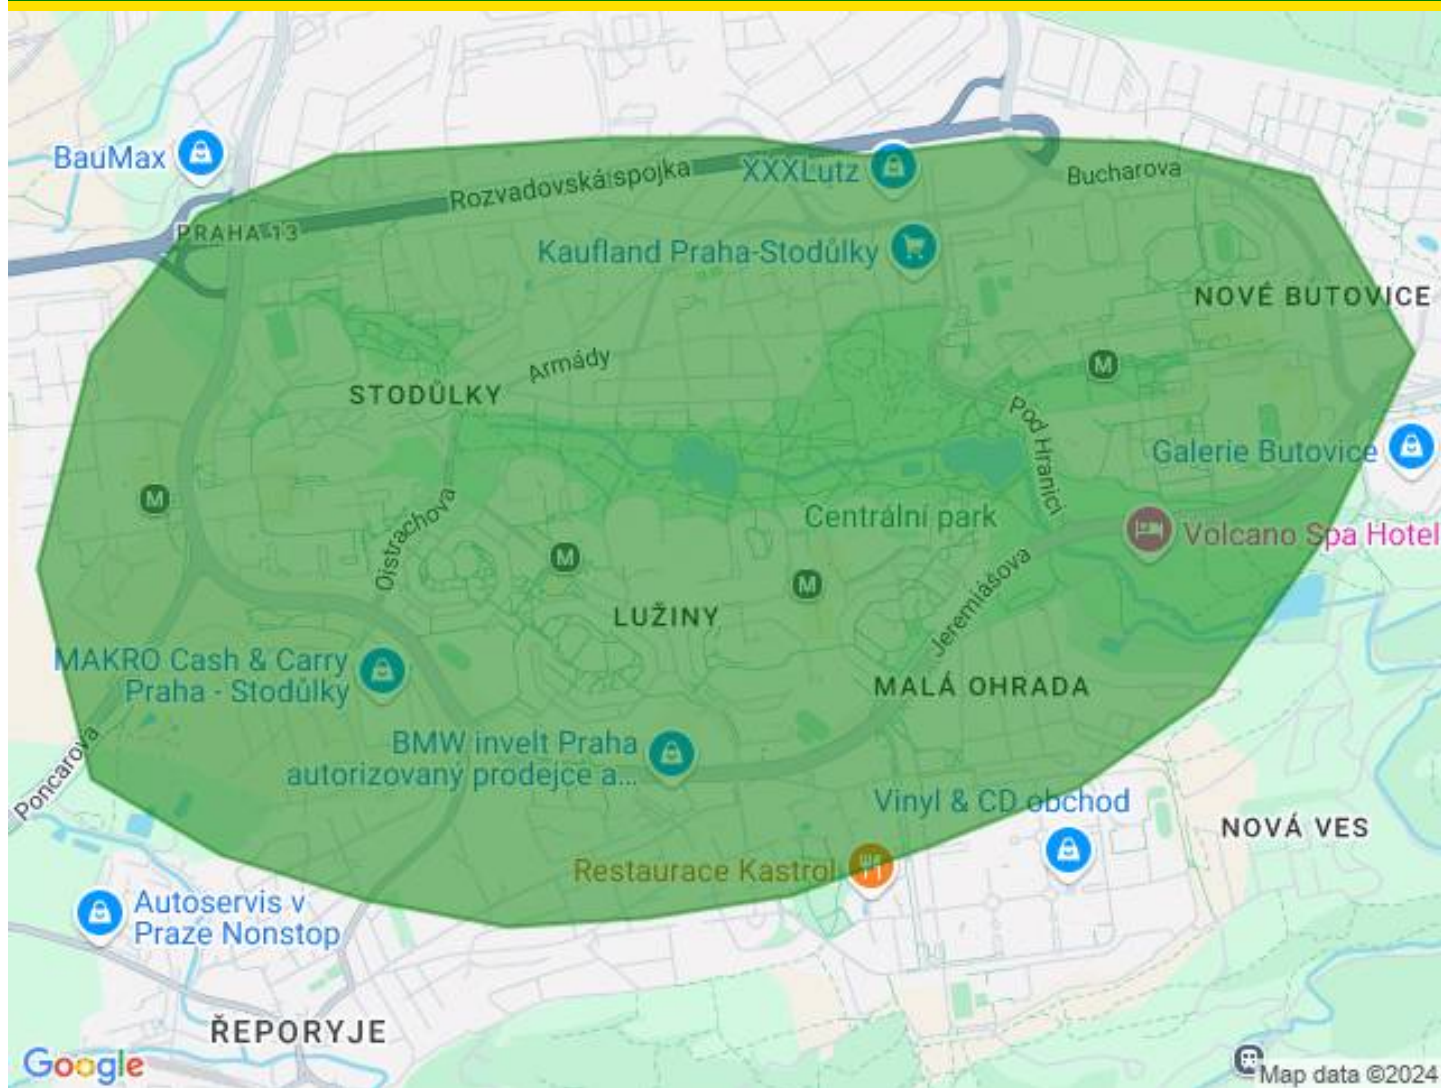 BauMax
Rozvadovská spojka
XXXLutz
Bucharova
PRAHA 13
Kaufland Praha-Stodůlky
NOVÉ BUTOVICE
Armády
STODŮLKY
M
Pod Hranicí
Galerie Butovice
M
Oistrachova
Centrální park
Volcano Spa Hotel
M
M
LUŽINY
Jeremiášova
MAKRO Cash & Carry
Praha - Stodůlky
MALÁ OHRADA
Poncarova
BMW invelt Praha
autorizovaný prodejce a...
Vinyl & CD obchod
NOVÁ VES
Restaurace Kastrol
Autoservis v
Praze Nonstop
ŘEPORYJE
Google
Map data ©2024